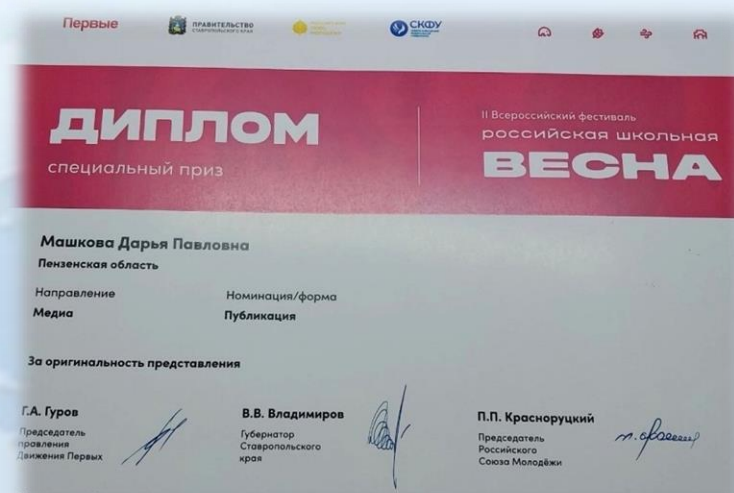 Первые
ПРАВИТЕЛЬСТВО
СТАВРОПОЛЬСКОГО КРАЯ
СКФУ
ДИПЛОМ
специальный приз
II Всероссийский фестиваль
российская школьная
ВЕСНА
Машкова Дарья Павловна
Пензенская область
Направление
Номинация/форма
Медиа
Публикация
За оригинальность представления
Г.А. Гуров
Председатель
правления
Движения Первых
В.В. Владимиров
Губернатор
Ставропольского
края
П.П. Красноруцкий
Председатель
Российского
Союза Молодёжи